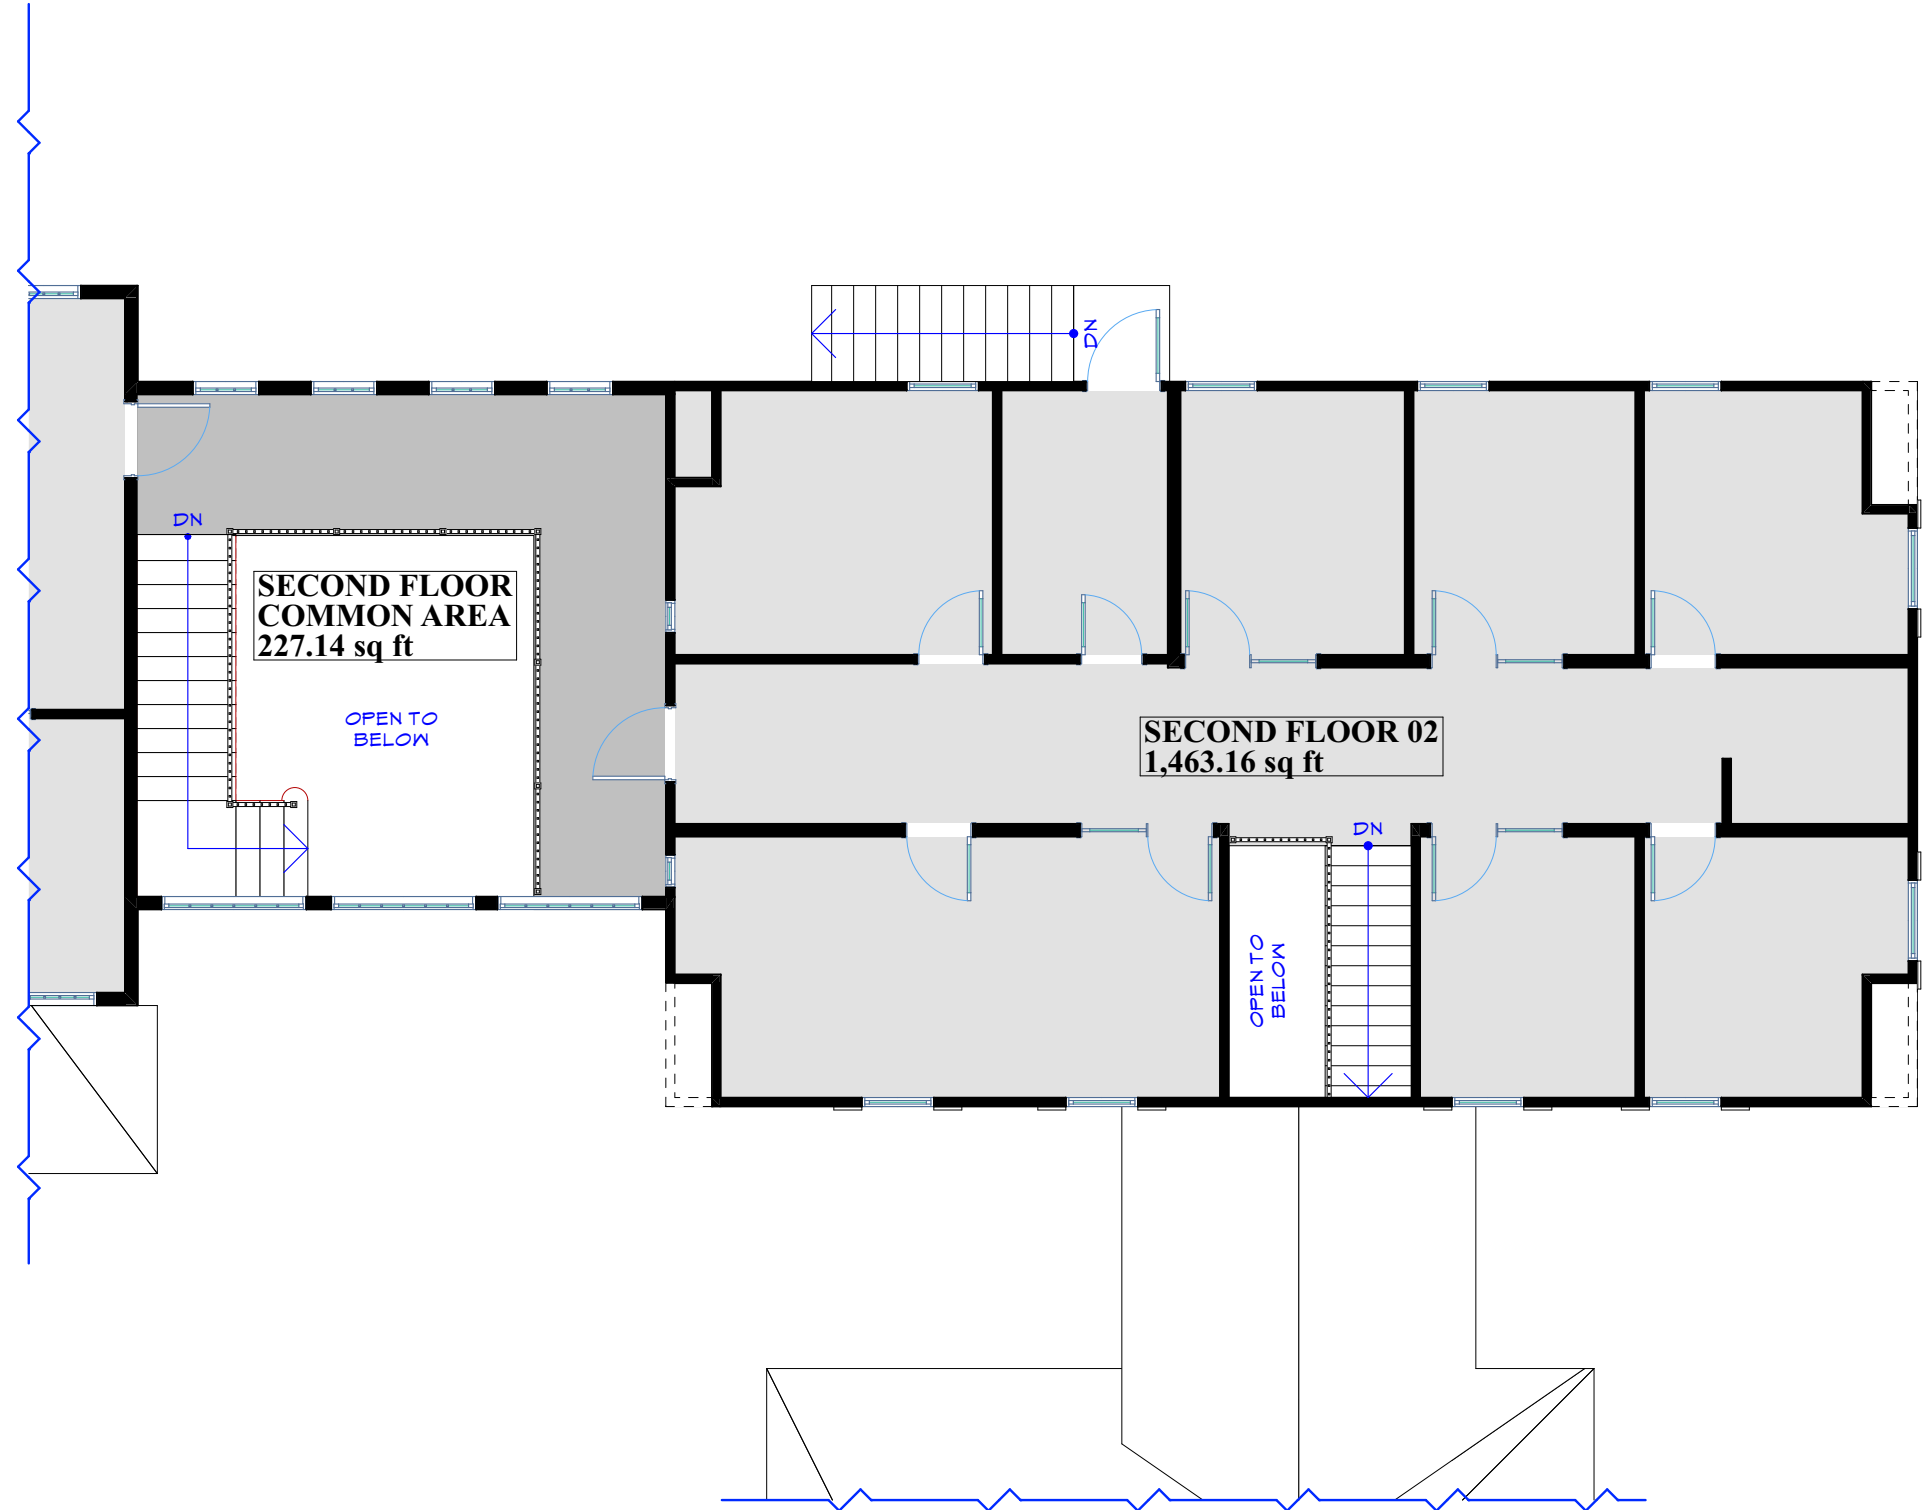 DN
DN
SECOND FLOOR
COMMON AREA
227.14 sq ft
OPEN TO
BELOW
SECOND FLOOR 02
1,463.16 sq ft
DN
OPEN TO
BELOW